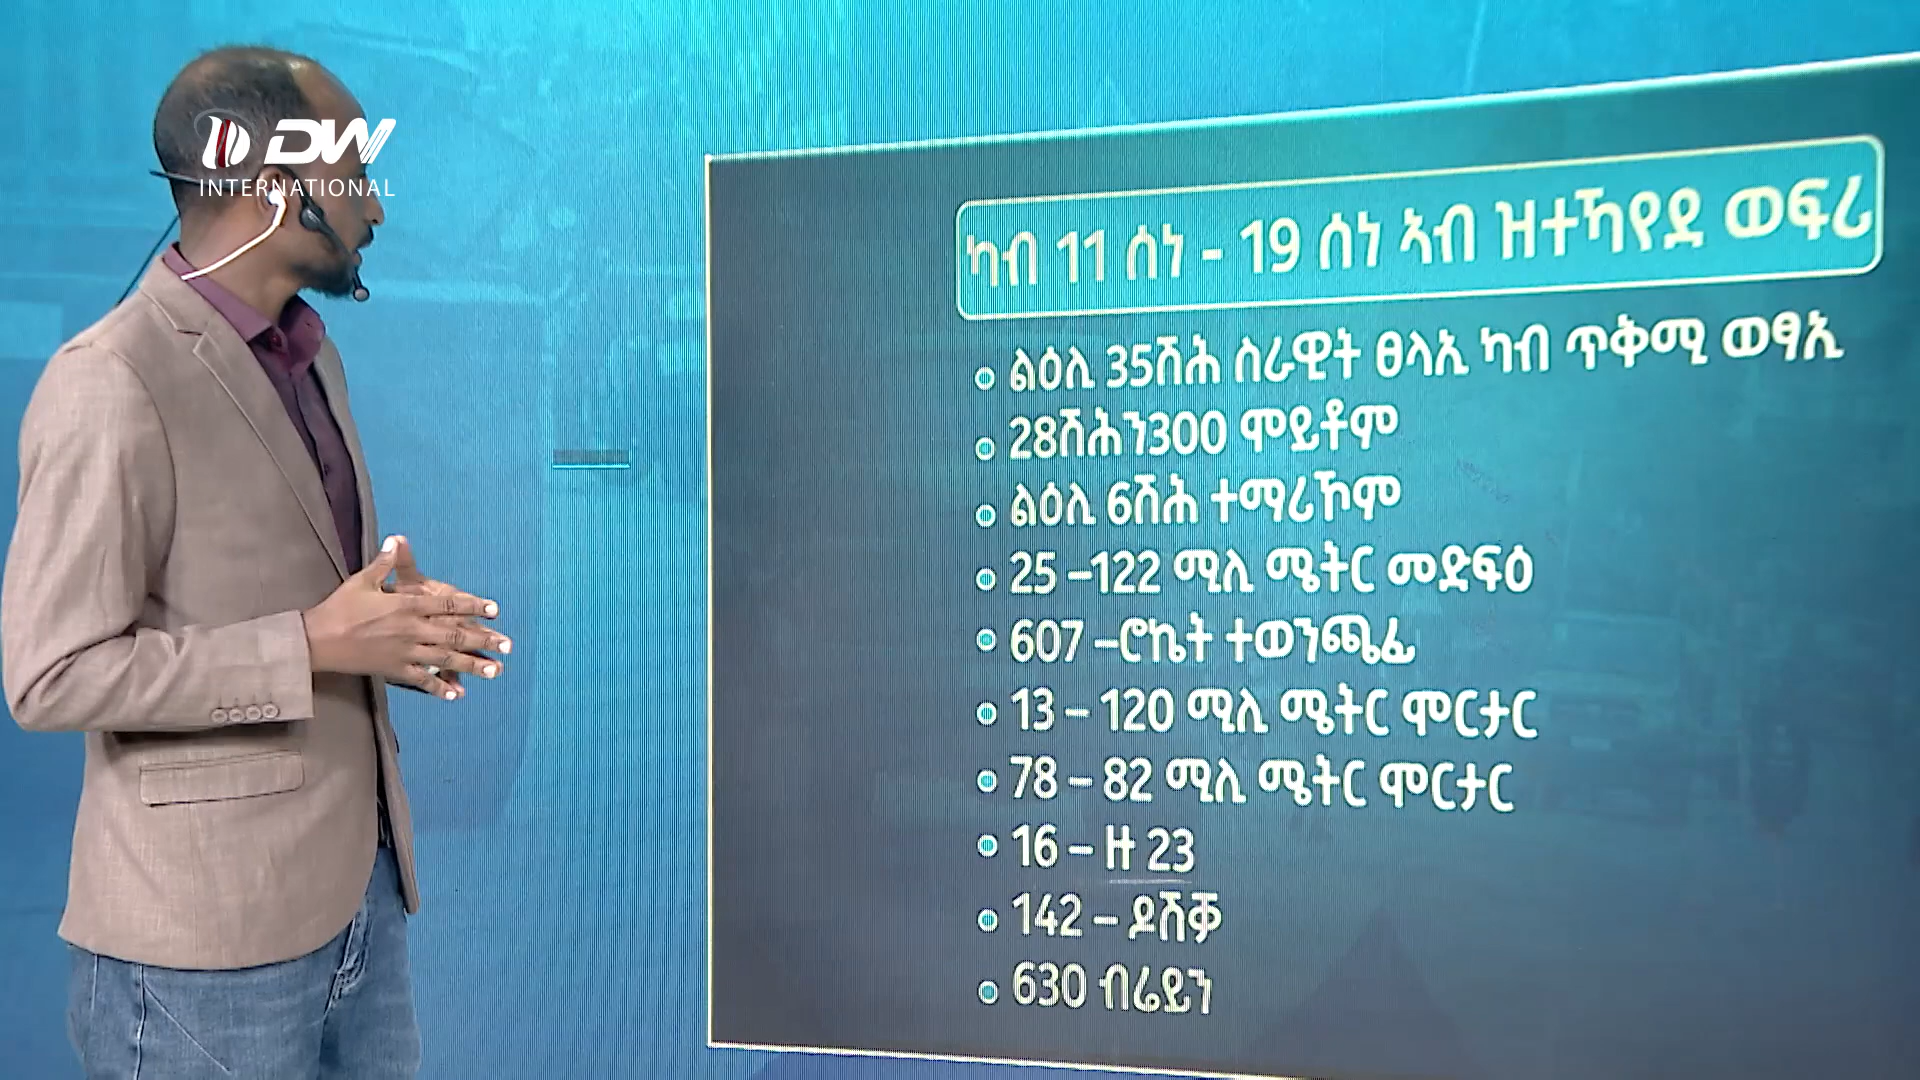 DW
INTERNATIONAL
ካብ 11 ሰነ - 19 ሰነ ኣብ ዝተኻየደ ወፍሪ
ልዕሊ 35ሽሕ ስራዊት ፀላኢ ካብ ጥቅሚ ወፃኢ
28ሽሕን300 ሞይቶም
ልዕሊ 6ሽሕ ተማሪኾም
25 –122 ሚሊ ሜትር መድፍዕ
607 –ሮኬት ተወንጫፊ
13 – 120 ሚሊ ሜትር ሞርታር
78 – 82 ሚሊ ሜትር ሞርታር
16 – ዙ 23
142 – ዶሽቓ
630 ብሬይን